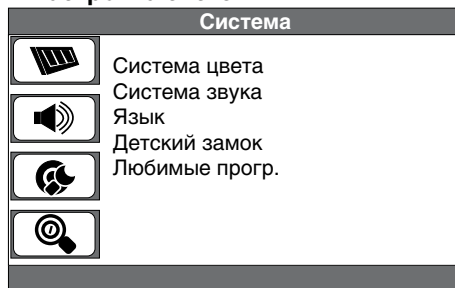 Система
Система цвета
Система звука
Язык
Детский замок
Любимые прогр.